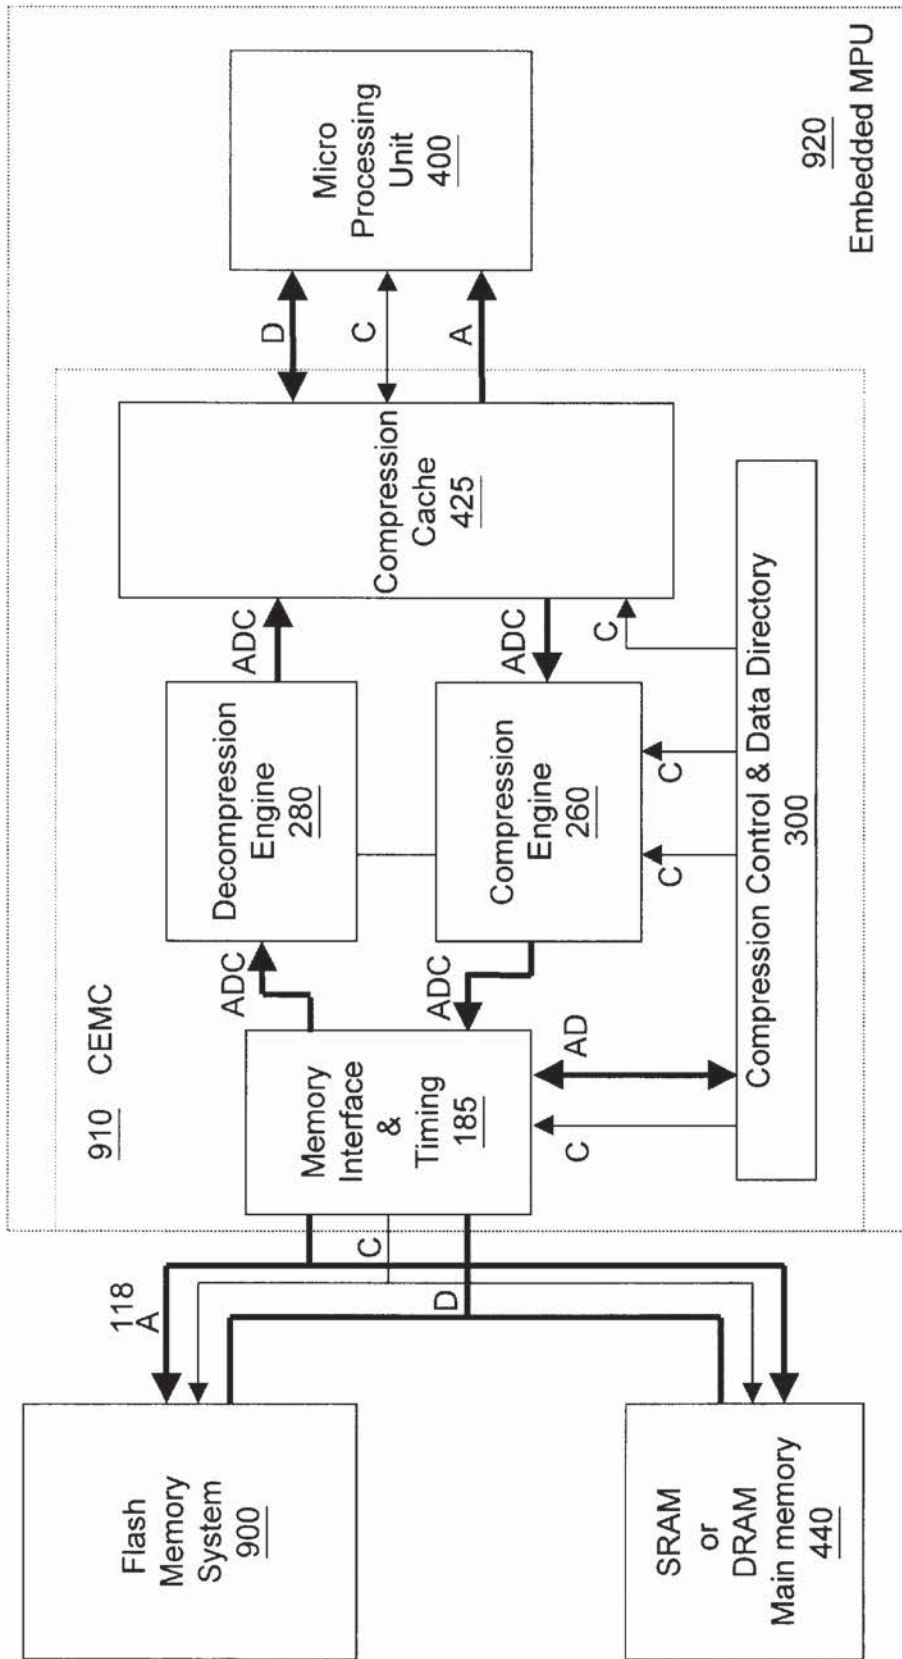 Flash
Memory
System
900
SRAM
or
DRAM
Main memory
440
118
A
C
D
910 CEMC
Memory
Interface
&
Timing
185
ADC
ADC
C
AD
Decompression
Engine
280
Compression
Engine
260
C
C
ADC
ADC
C
Compression
Cache
425
Compression Control & Data Directory
300
D
C
A
Micro
Processing
Unit
400
920
Embedded MPU